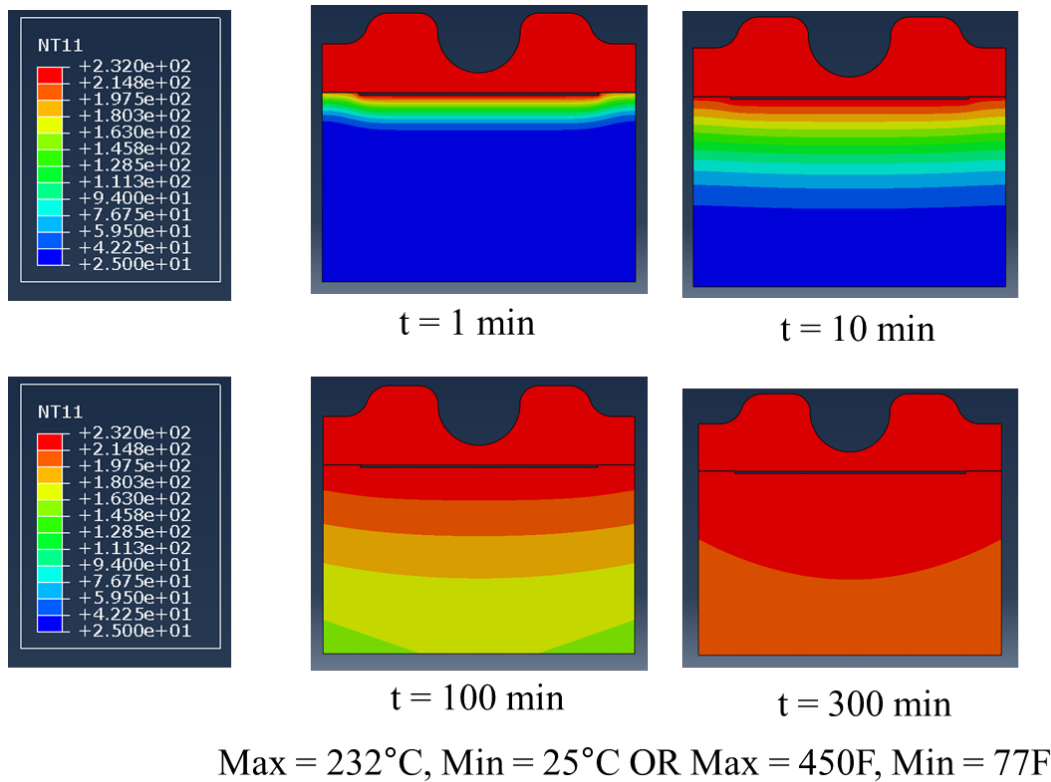 NT11
+2.320e+02
+2.148e+02
+1.975e+02
+1.803e+02
+1.630e+02
+1.458e+02
+1.285e+02
+1.113e+02
+9.400e+01
+7.675e+01
+5.950e+01
+4.225e+01
+2.500e+01
t = 1 min
t = 10 min
NT11
+2.320e+02
+2.148e+02
+1.975e+02
+1.803e+02
+1.630e+02
+1.458e+02
+1.285e+02
+1.113e+02
+9.400e+01
+7.675e+01
+5.950e+01
+4.225e+01
+2.500e+01
t = 100 min
t = 300 min
Max = 232°C, Min = 25°C OR Max = 450F, Min = 77F